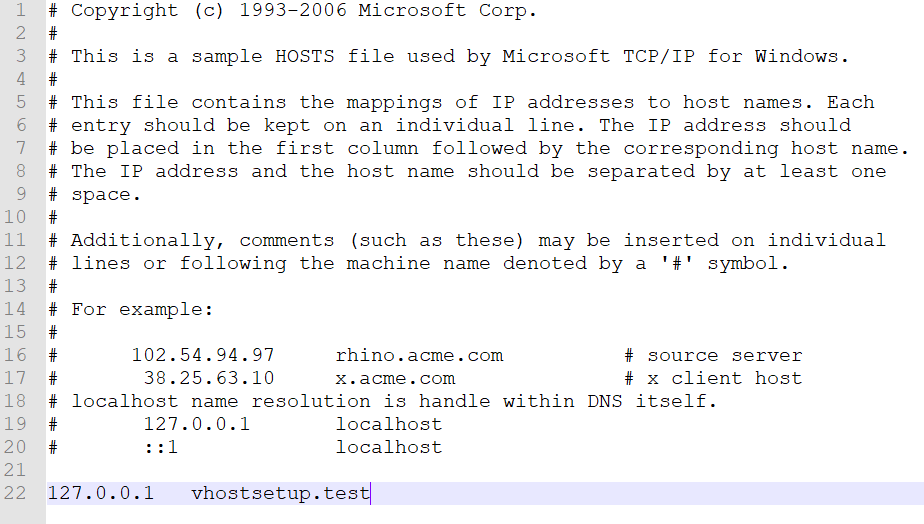 1 # Copyright (c) 1993-2006 Microsoft Corp.
2 #
3 # This is a sample HOSTS file used by Microsoft TCP/IP for Windows.
4 #
5 # This file contains the mappings of IP addresses to host names. Each
6 # entry should be kept on an individual line. The IP address should
7 # be placed in the first column followed by the corresponding host name.
8 # The IP address and the host name should be separated by at least one
9 # space.
10 #
11 # Additionally, comments (such as these) may be inserted on individual
12 # lines or following the machine name denoted by a '#' symbol.
13 #
14 # For example:
15 #
16 #      102.54.94.97     rhino.acme.com          # source server
17 #       38.25.63.10     x.acme.com              # x client host
18 # localhost name resolution is handle within DNS itself.
19 #       127.0.0.1       localhost
20 #       ::1             localhost
21
22 127.0.0.1   vhostsetup.test